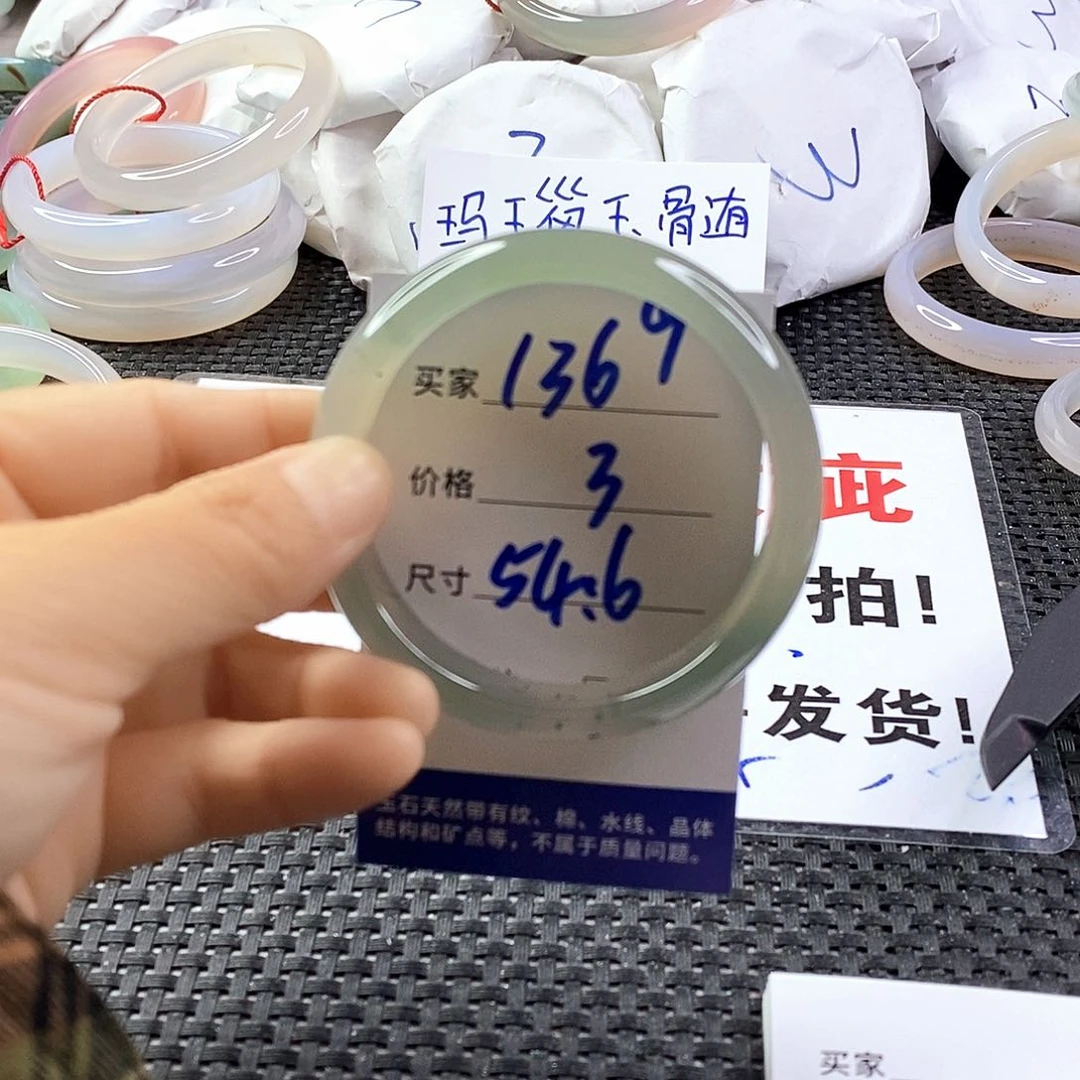 玛瑙玉髓
买家 1369
价格 3
尺寸 54.6
玉石天然带有纹、棉、水线、晶体
结构和矿点等，不属于质量问题。
此
拍!
发货!
买家